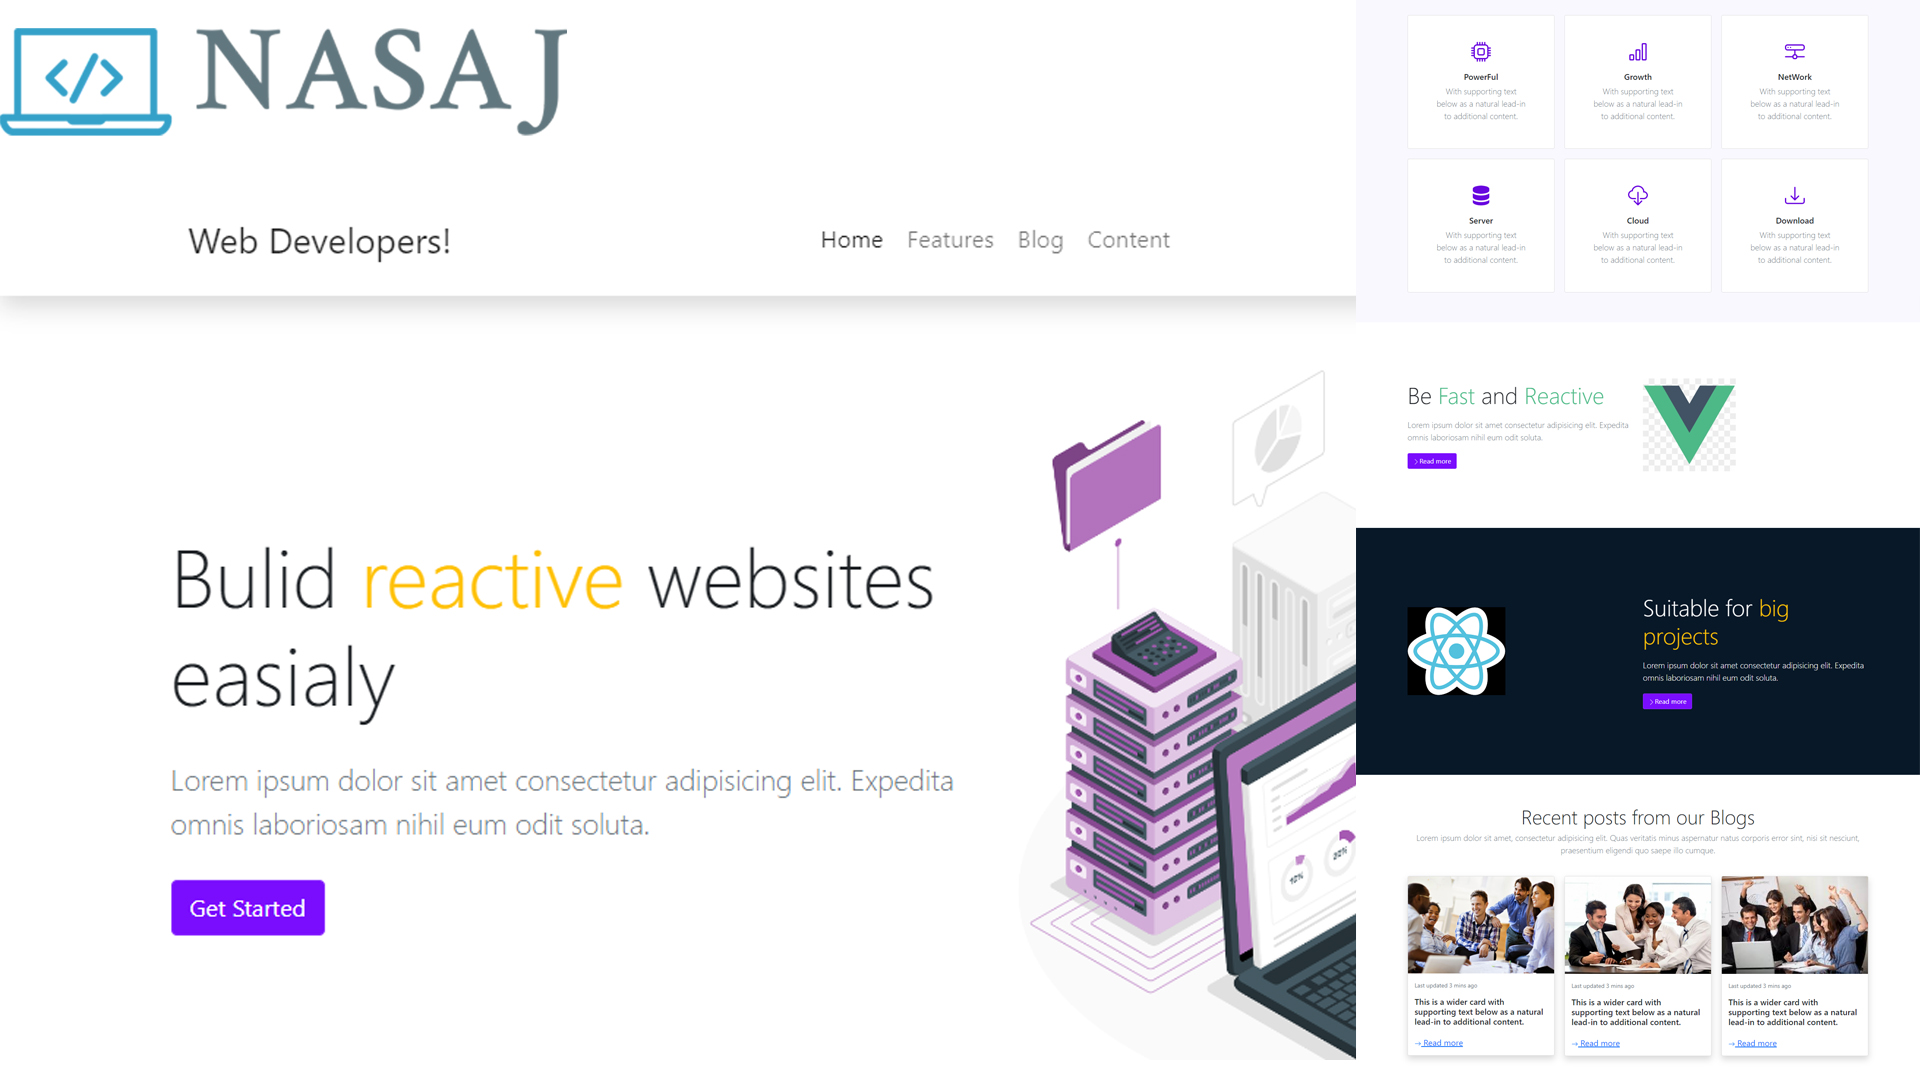 NASAJ
Web Developers!
Home Features Blog Content
Bulid reactive websites
easialy
Lorem ipsum dolor sit amet consectetur adipisicing elit. Expedita
omnis laboriosam nihil eum odit soluta.
Get Started
PowerFul
With supporting text
below as a natural lead-in
to additional content.
Growth
With supporting text
below as a natural lead-in
to additional content.
NetWork
With supporting text
below as a natural lead-in
to additional content.
Server
With supporting text
below as a natural lead-in
to additional content.
Cloud
With supporting text
below as a natural lead-in
to additional content.
Download
With supporting text
below as a natural lead-in
to additional content.
Be Fast and Reactive
Lorem ipsum dolor sit amet consectetur adipisicing elit. Expedita
omnis laboriosam nihil eum odit soluta.
Read more
Suitable for big
projects
Lorem ipsum dolor sit amet consectetur adipisicing elit. Expedita
omnis laboriosam nihil eum odit soluta.
Read more
Recent posts from our Blogs
Lorem ipsum dolor sit amet, consectetur adipisicing elit. Quas veritatis minus aspernatur natus corporis error sint, nisi sit nesciunt,
praesentium eligendi quo saepe illo cumque.
Last updated 3 mins ago
This is a wider card with
supporting text below as a natural
lead-in to additional content.
→ Read more
Last updated 3 mins ago
This is a wider card with
supporting text below as a natural
lead-in to additional content.
→ Read more
Last updated 3 mins ago
This is a wider card with
supporting text below as a natural
lead-in to additional content.
→ Read more